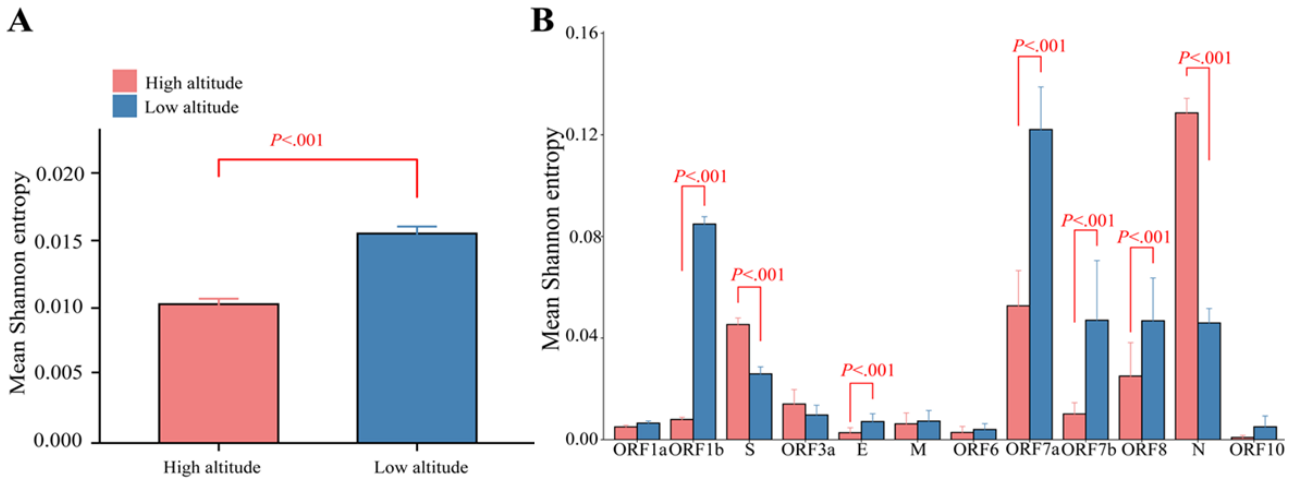 A
High altitude
Low altitude
P<.001
Mean Shannon entropy
0.020
0.015
0.010
0.005
0.000
High altitude
Low altitude
B
Mean Shannon entropy
0.16
0.12
0.08
0.04
0.00
P<.001
P<.001
P<.001
P<.001
P<.001
P<.001
P<.001
ORF1a ORF1b S ORF3a E M ORF6 ORF7a ORF7b ORF8 N ORF10